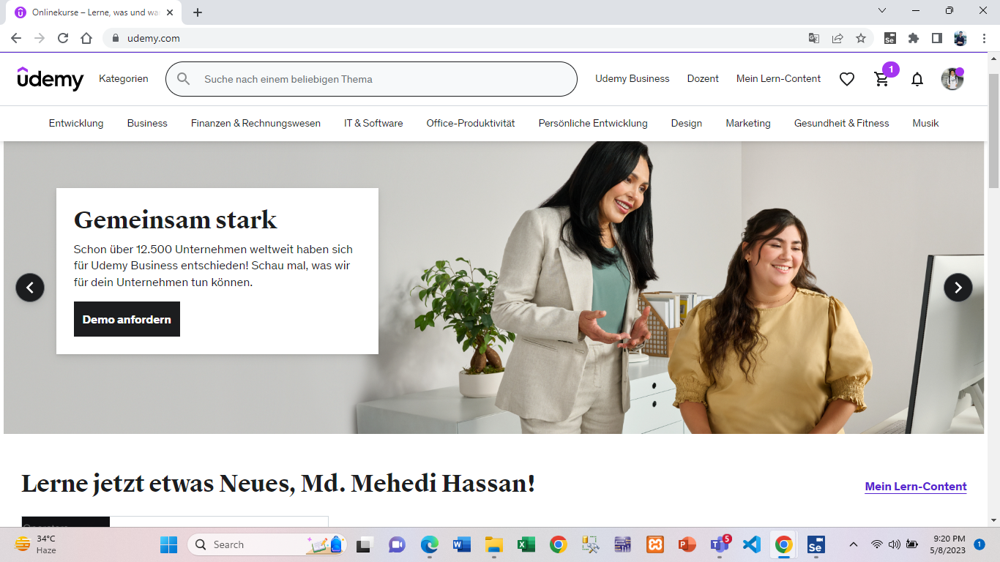 Onlinekurse – Lerne, was und wa
udemy.com
Se
udemy
Kategorien
Suche nach einem beliebigen Thema
Udemy Business
Dozent
Mein Lern-Content
1
Entwicklung
Business
Finanzen & Rechnungswesen
IT & Software
Office-Produktivität
Persönliche Entwicklung
Design
Marketing
Gesundheit & Fitness
Musik
Gemeinsam stark
Schon über 12.500 Unternehmen weltweit haben sich
für Udemy Business entschieden! Schau mal, was wir
für dein Unternehmen tun können.
Demo anfordern
Lerne jetzt etwas Neues, Md. Mehedi Hassan!
Mein Lern-Content
34°C
Haze
Search
5
Se
9:20 PM
5/8/2023
1